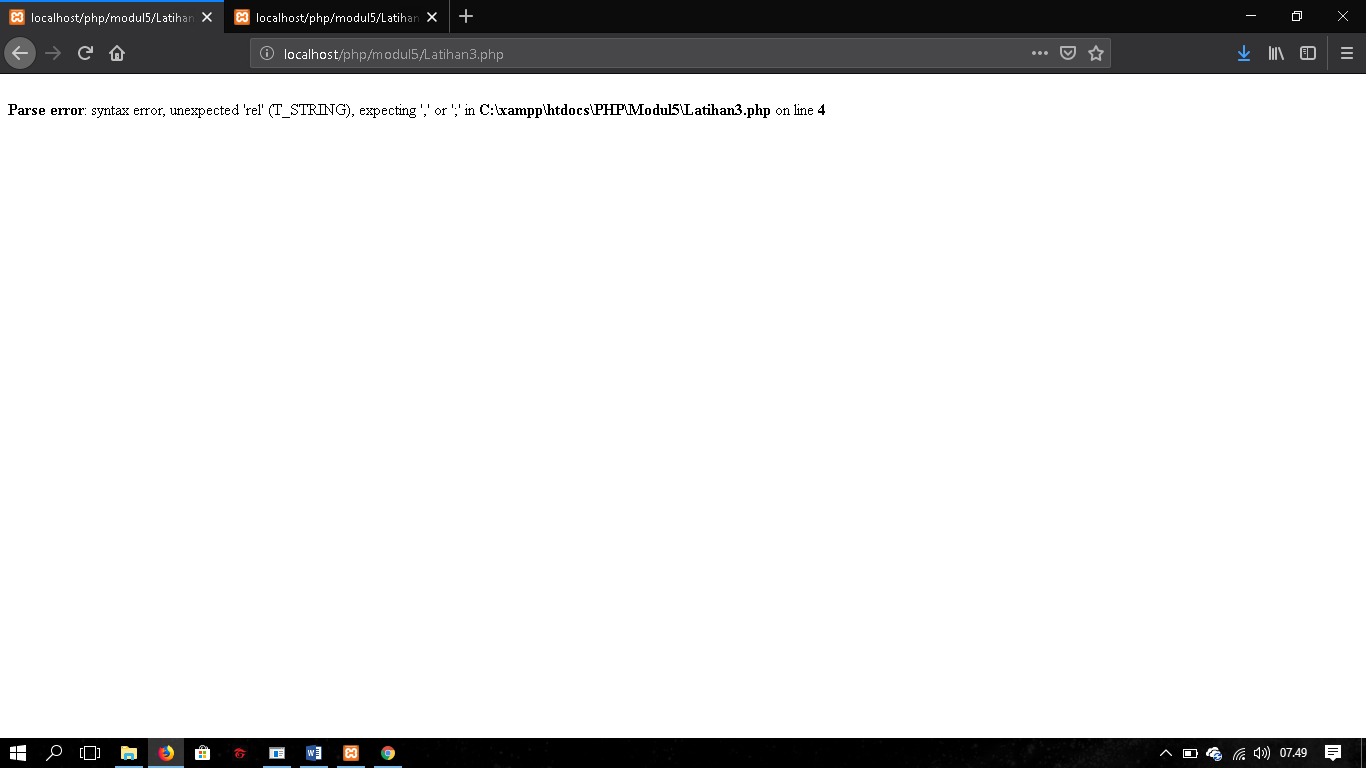 localhost/php/modul5/Latihan
localhost/php/modul5/Latihan
localhost/php/modul5/Latihan3.php
Parse error: syntax error, unexpected 'rel' (T_STRING), expecting ',' or ';' in C:\xampp\htdocs\PHP\Modul5\Latihan3.php on line 4
07.49